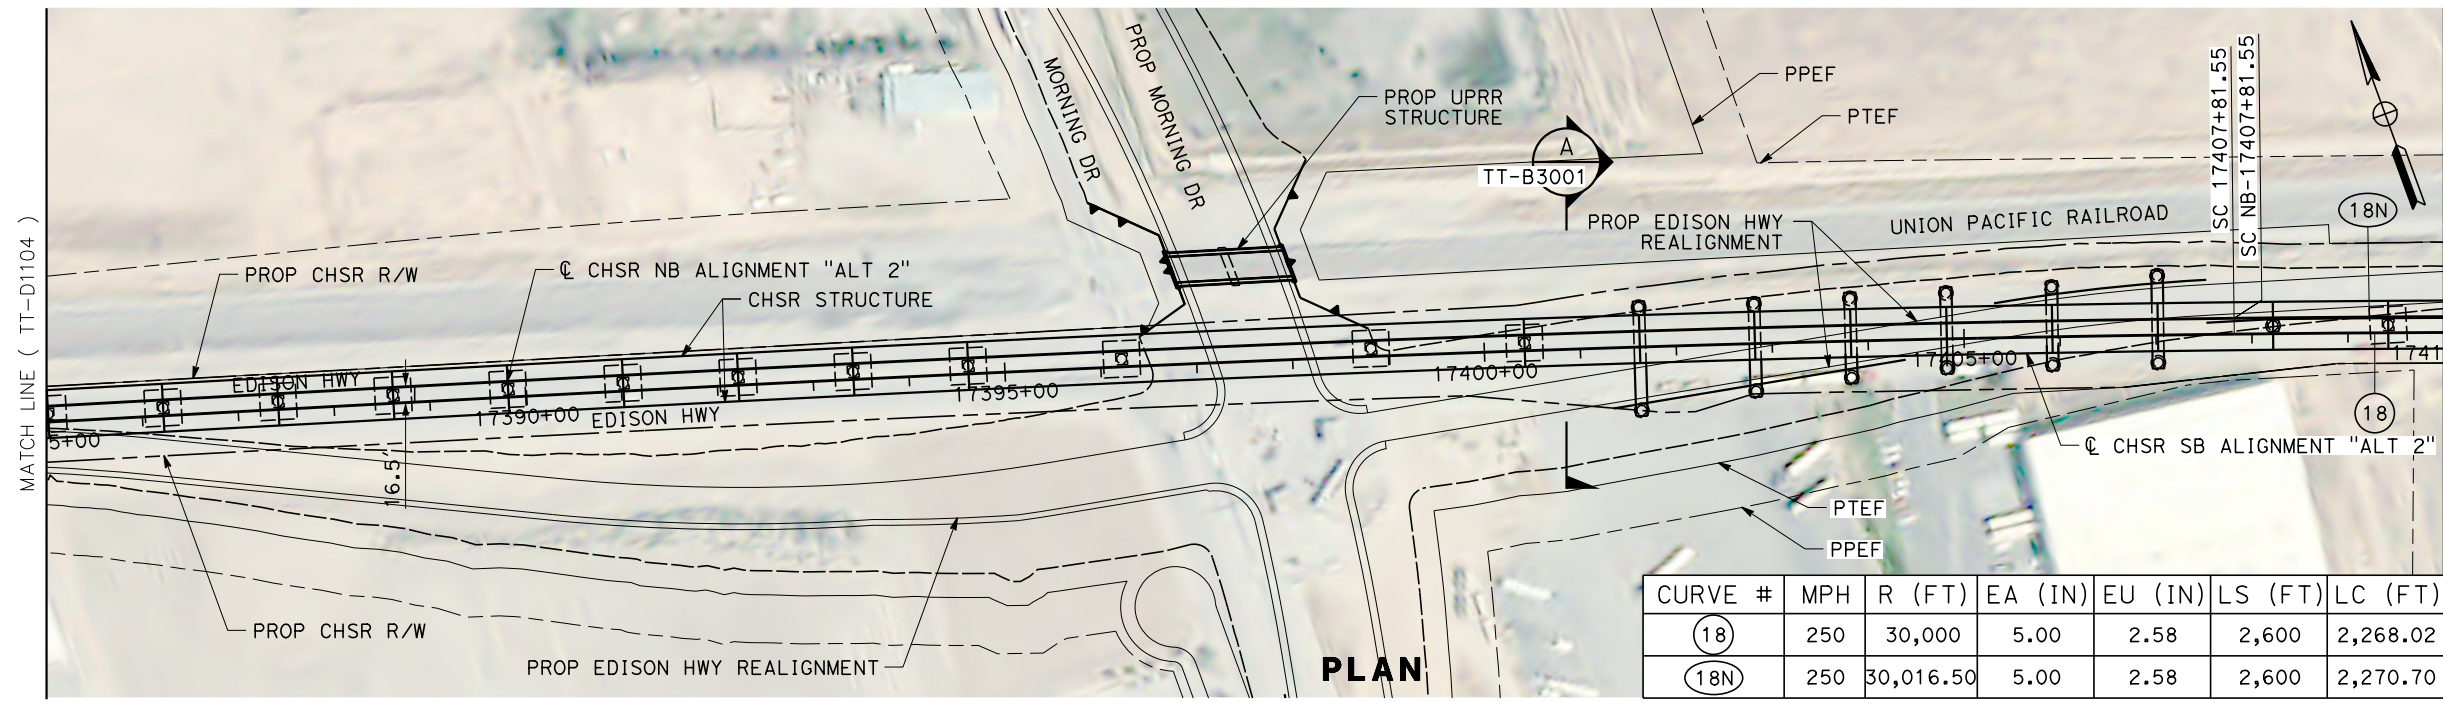 MATCH LINE ( TT-D1104 )
PROP CHSR R/W
℄ CHSR NB ALIGNMENT "ALT 2"
CHSR STRUCTURE
MORNING DR
PROP MORNING DR
PROP UPRR
STRUCTURE
A
TT-B3001
PPEF
PTEF
PROP EDISON HWY
REALIGNMENT
UNION PACIFIC RAILROAD
SC 17407+81.55
SC NB-17407+81.55
18N
EDISON HWY
5+00
17390+00
EDISON HWY
17395+00
17400+00
17405+00
1741
16.5'
18
℄ CHSR SB ALIGNMENT "ALT 2"
PTEF
PPEF
PROP CHSR R/W
PROP EDISON HWY REALIGNMENT
PLAN
CURVE # MPH R (FT) EA (IN) EU (IN) LS (FT) LC (FT)
18 250 30,000 5.00 2.58 2,600 2,268.02
18N 250 30,016.50 5.00 2.58 2,600 2,270.70